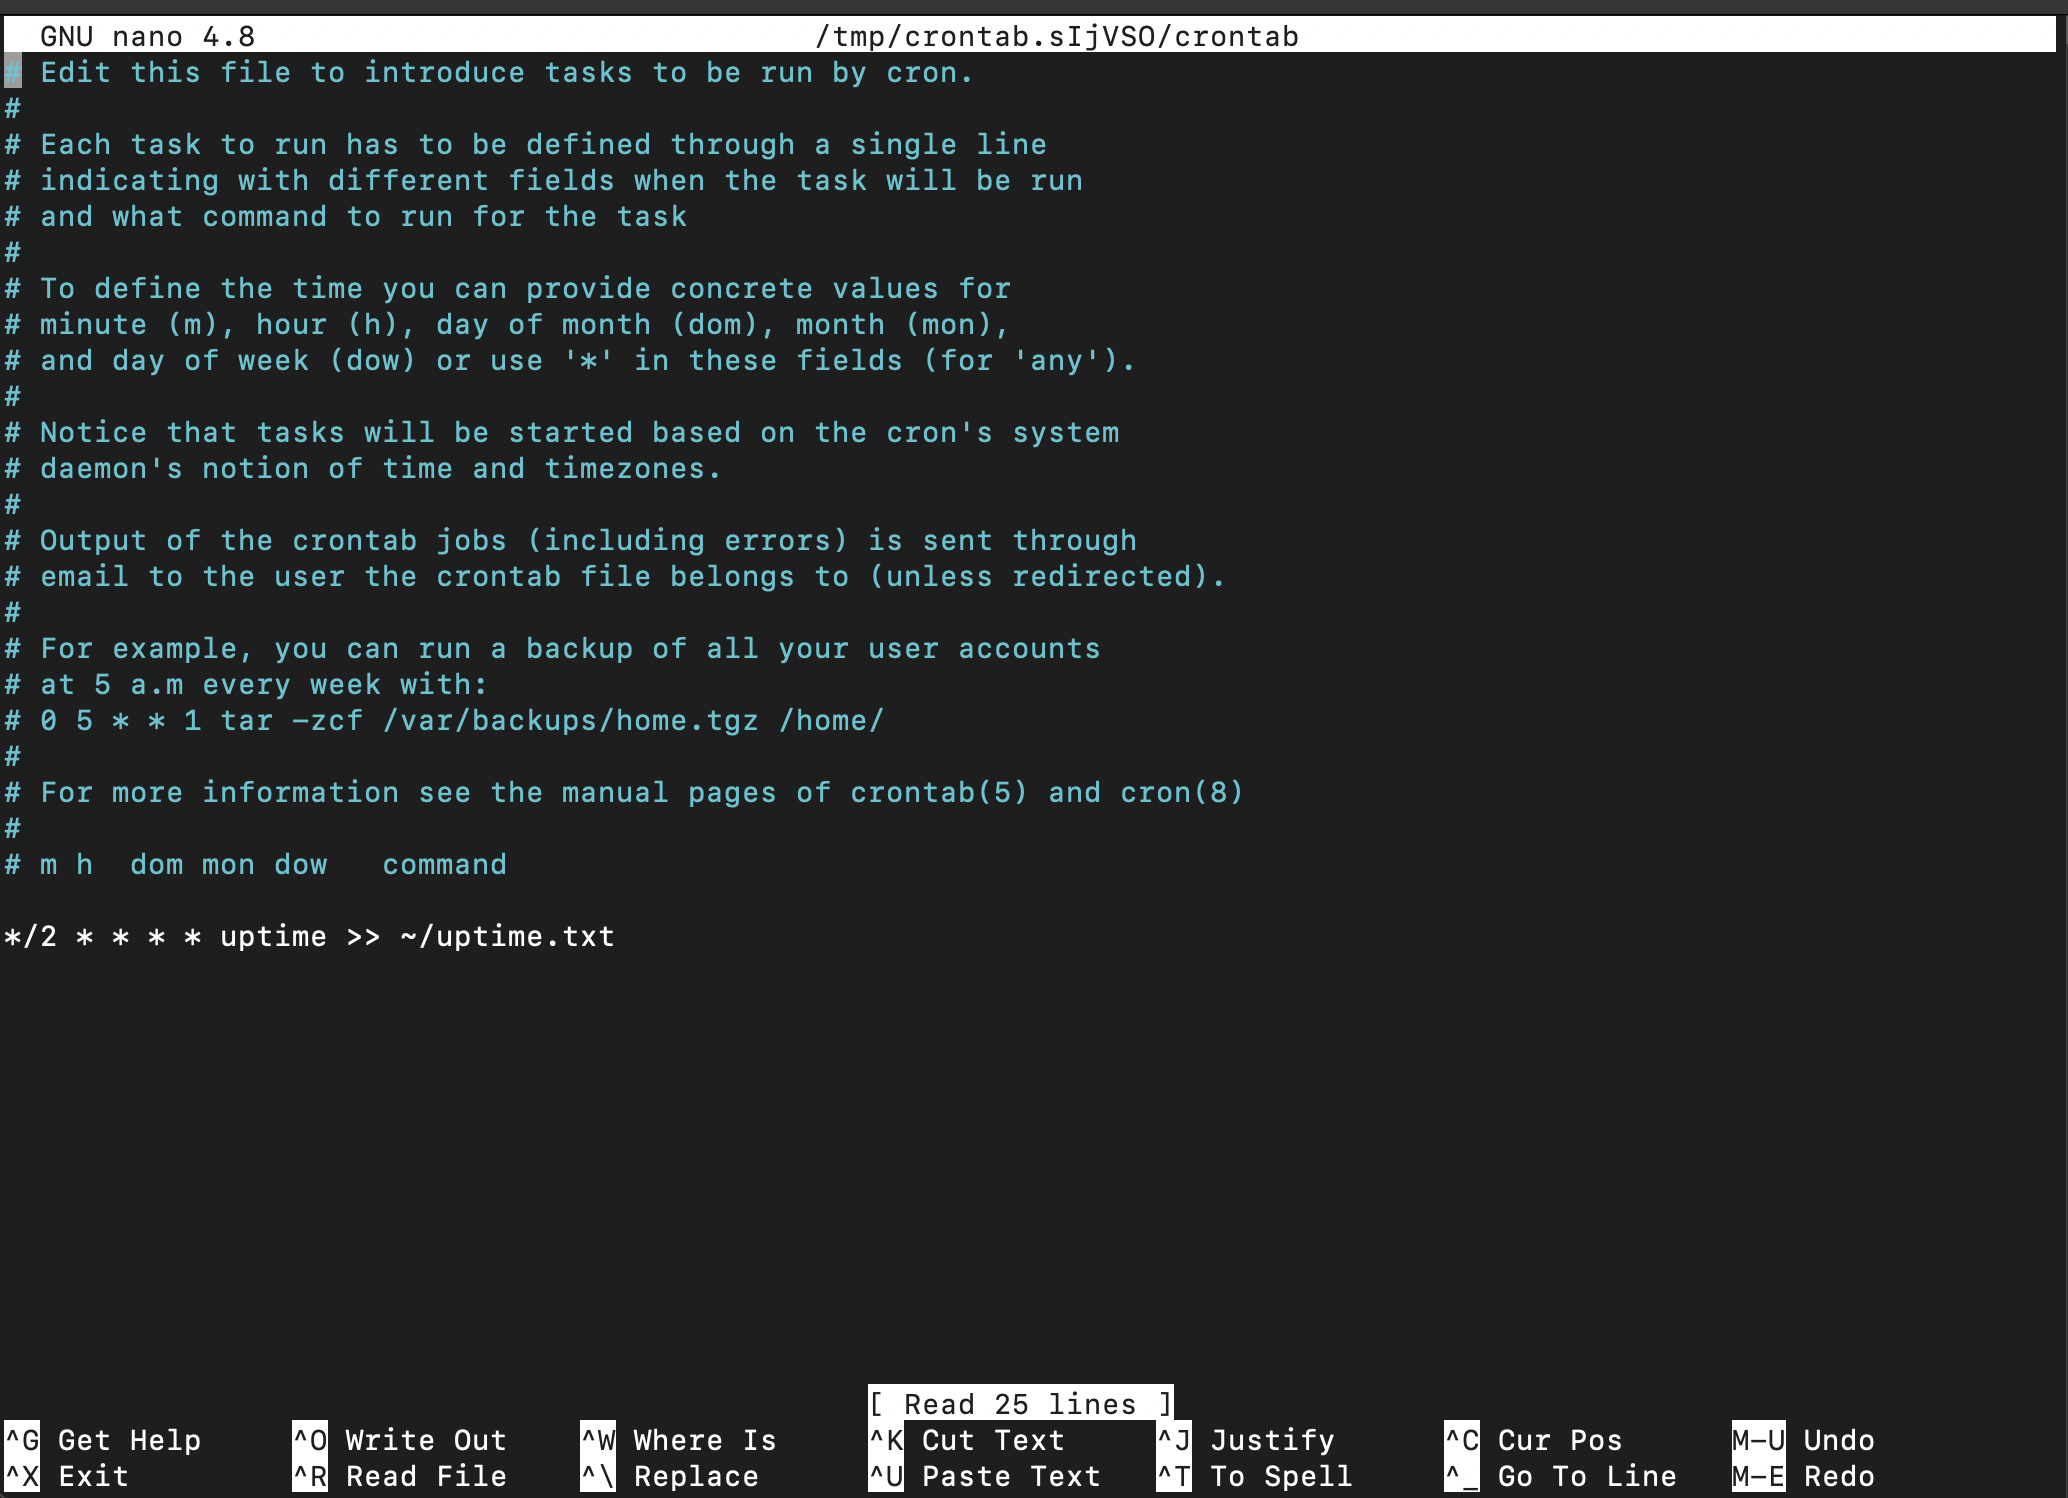 GNU nano 4.8 /tmp/crontab.sIjVSO/crontab
# Edit this file to introduce tasks to be run by cron.
#
# Each task to run has to be defined through a single line
# indicating with different fields when the task will be run
# and what command to run for the task
#
# To define the time you can provide concrete values for
# minute (m), hour (h), day of month (dom), month (mon),
# and day of week (dow) or use '*' in these fields (for 'any').
#
# Notice that tasks will be started based on the cron's system
# daemon's notion of time and timezones.
#
# Output of the crontab jobs (including errors) is sent through
# email to the user the crontab file belongs to (unless redirected).
#
# For example, you can run a backup of all your user accounts
# at 5 a.m every week with:
# 0 5 * * 1 tar -zcf /var/backups/home.tgz /home/
#
# For more information see the manual pages of crontab(5) and cron(8)
#
# m h  dom mon dow   command
*/2 * * * * uptime >> ~/uptime.txt
[ Read 25 lines ]
^G Get Help ^O Write Out ^W Where Is ^K Cut Text ^J Justify ^C Cur Pos M-U Undo
^X Exit ^R Read File ^\ Replace ^U Paste Text ^T To Spell ^_ Go To Line M-E Redo